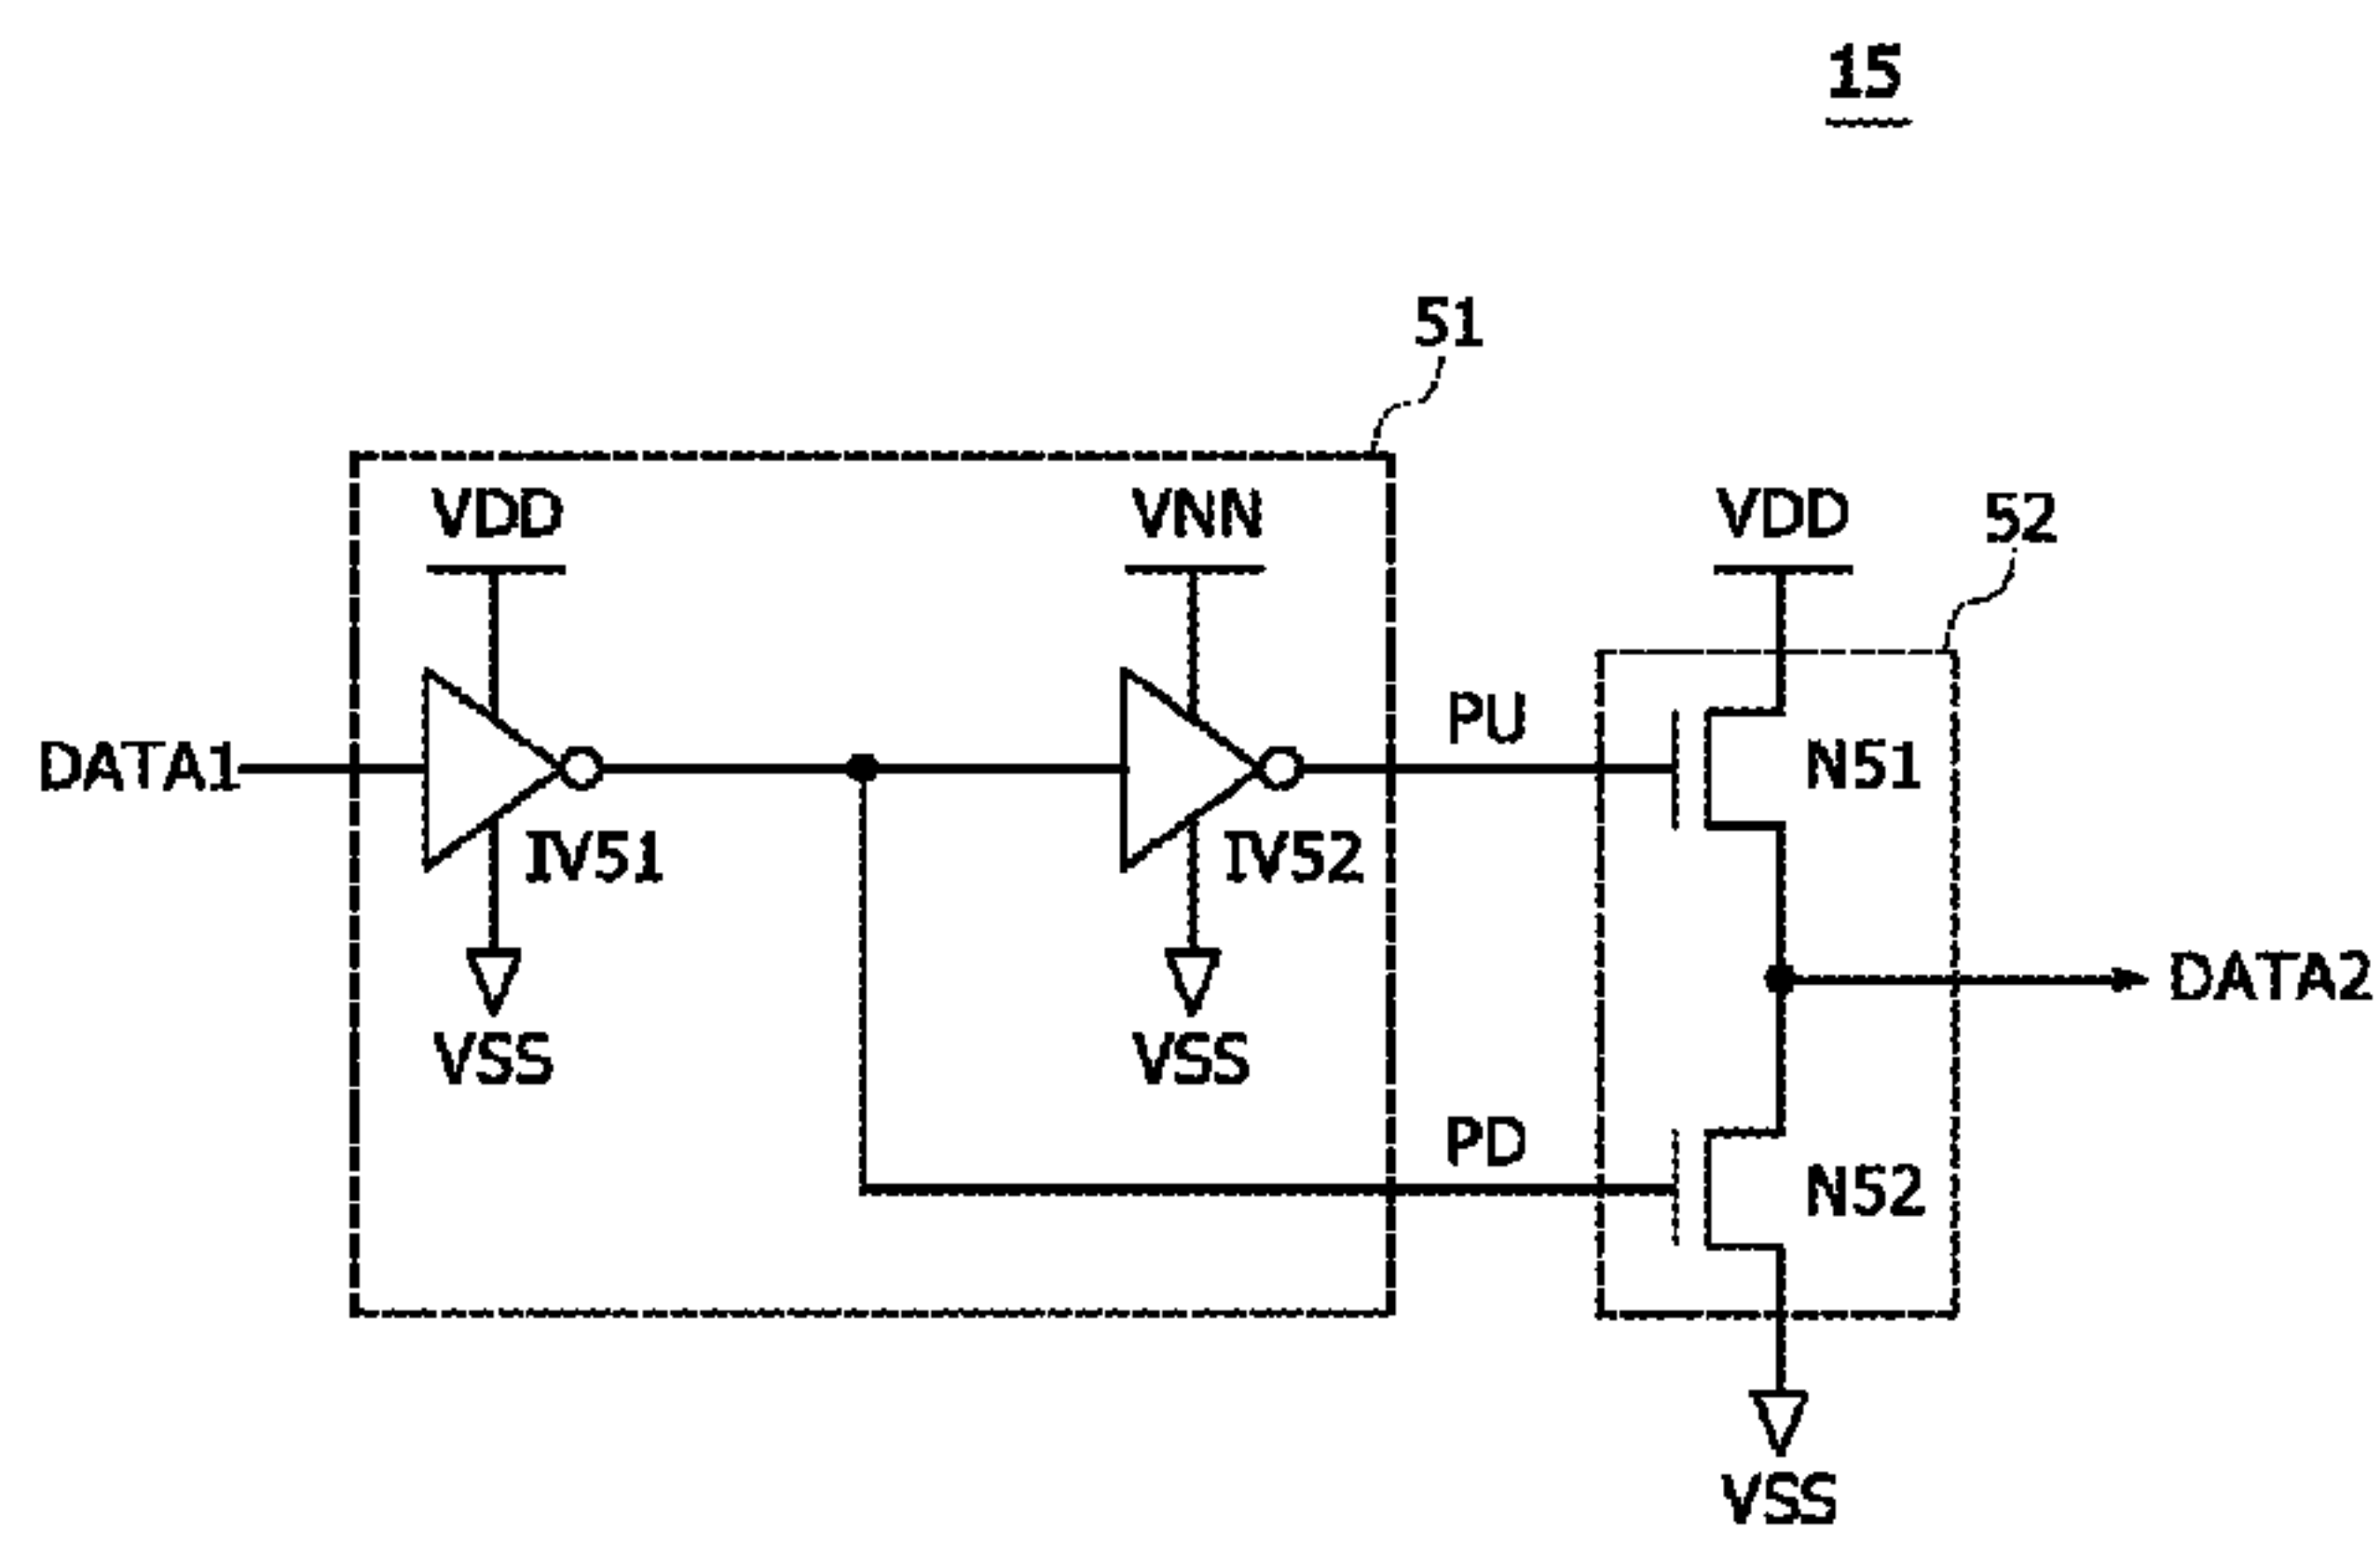 15
51
VDD
VNN
VDD
52
PU
DATA1
N51
IV51
IV52
DATA2
VSS
VSS
PD
N52
VSS